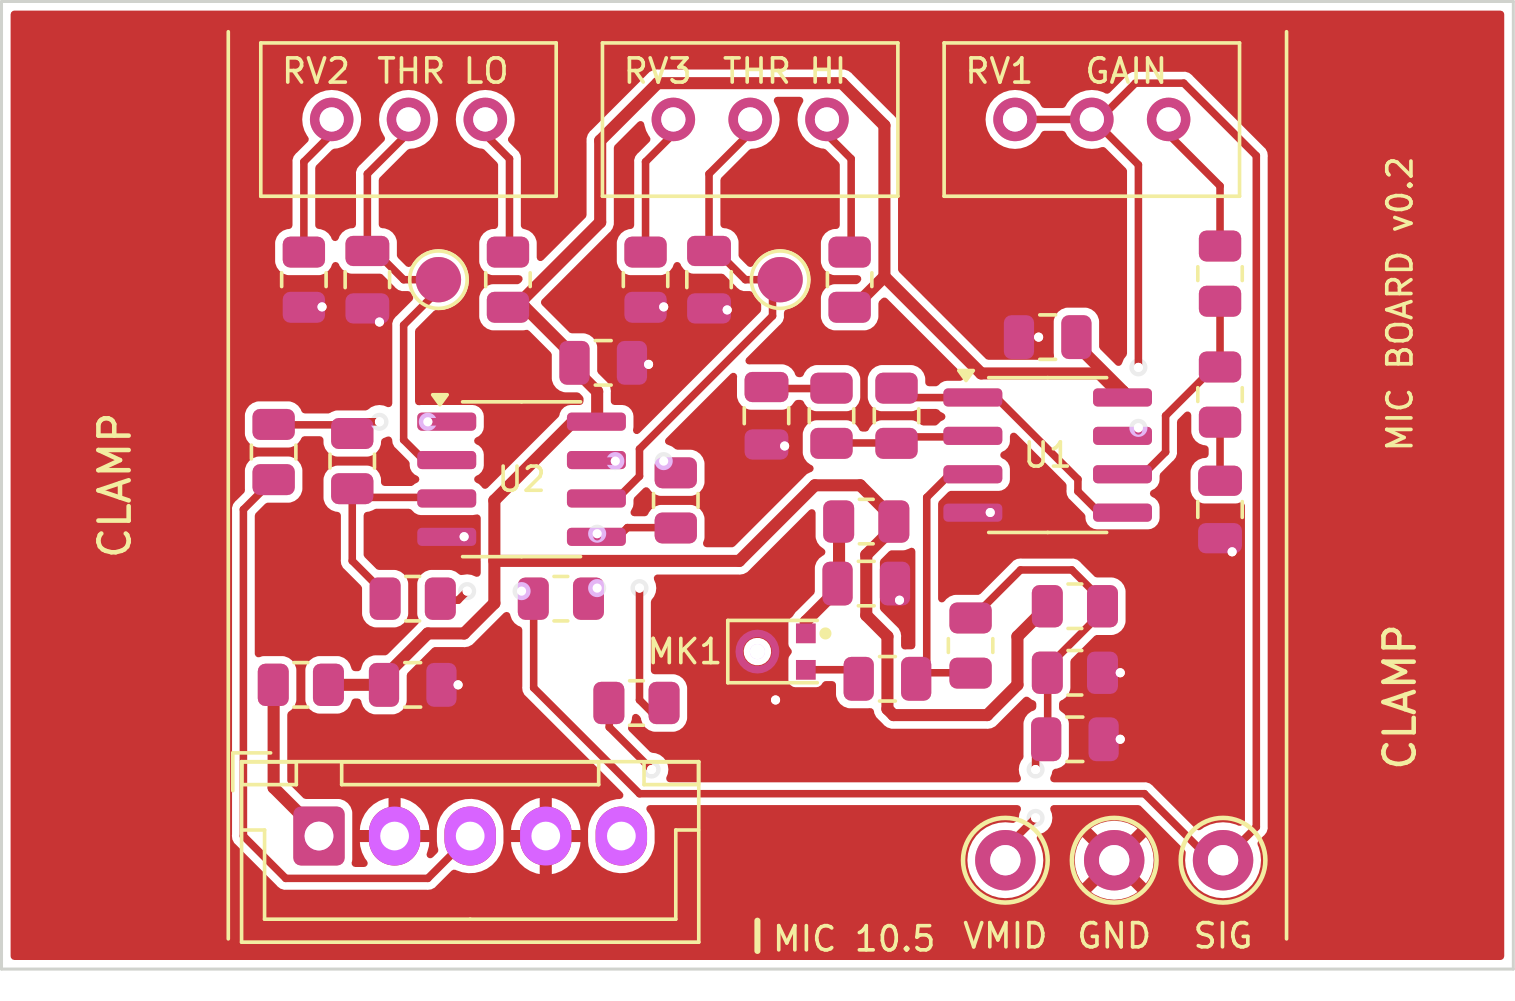 RV2 THR LO
RV3 THR HI
RV1 GAIN
MIC BOARD v0.2
CLAMP
U2
U1
MK1
CLAMP
MIC 10.5
VMID
GND
SIG